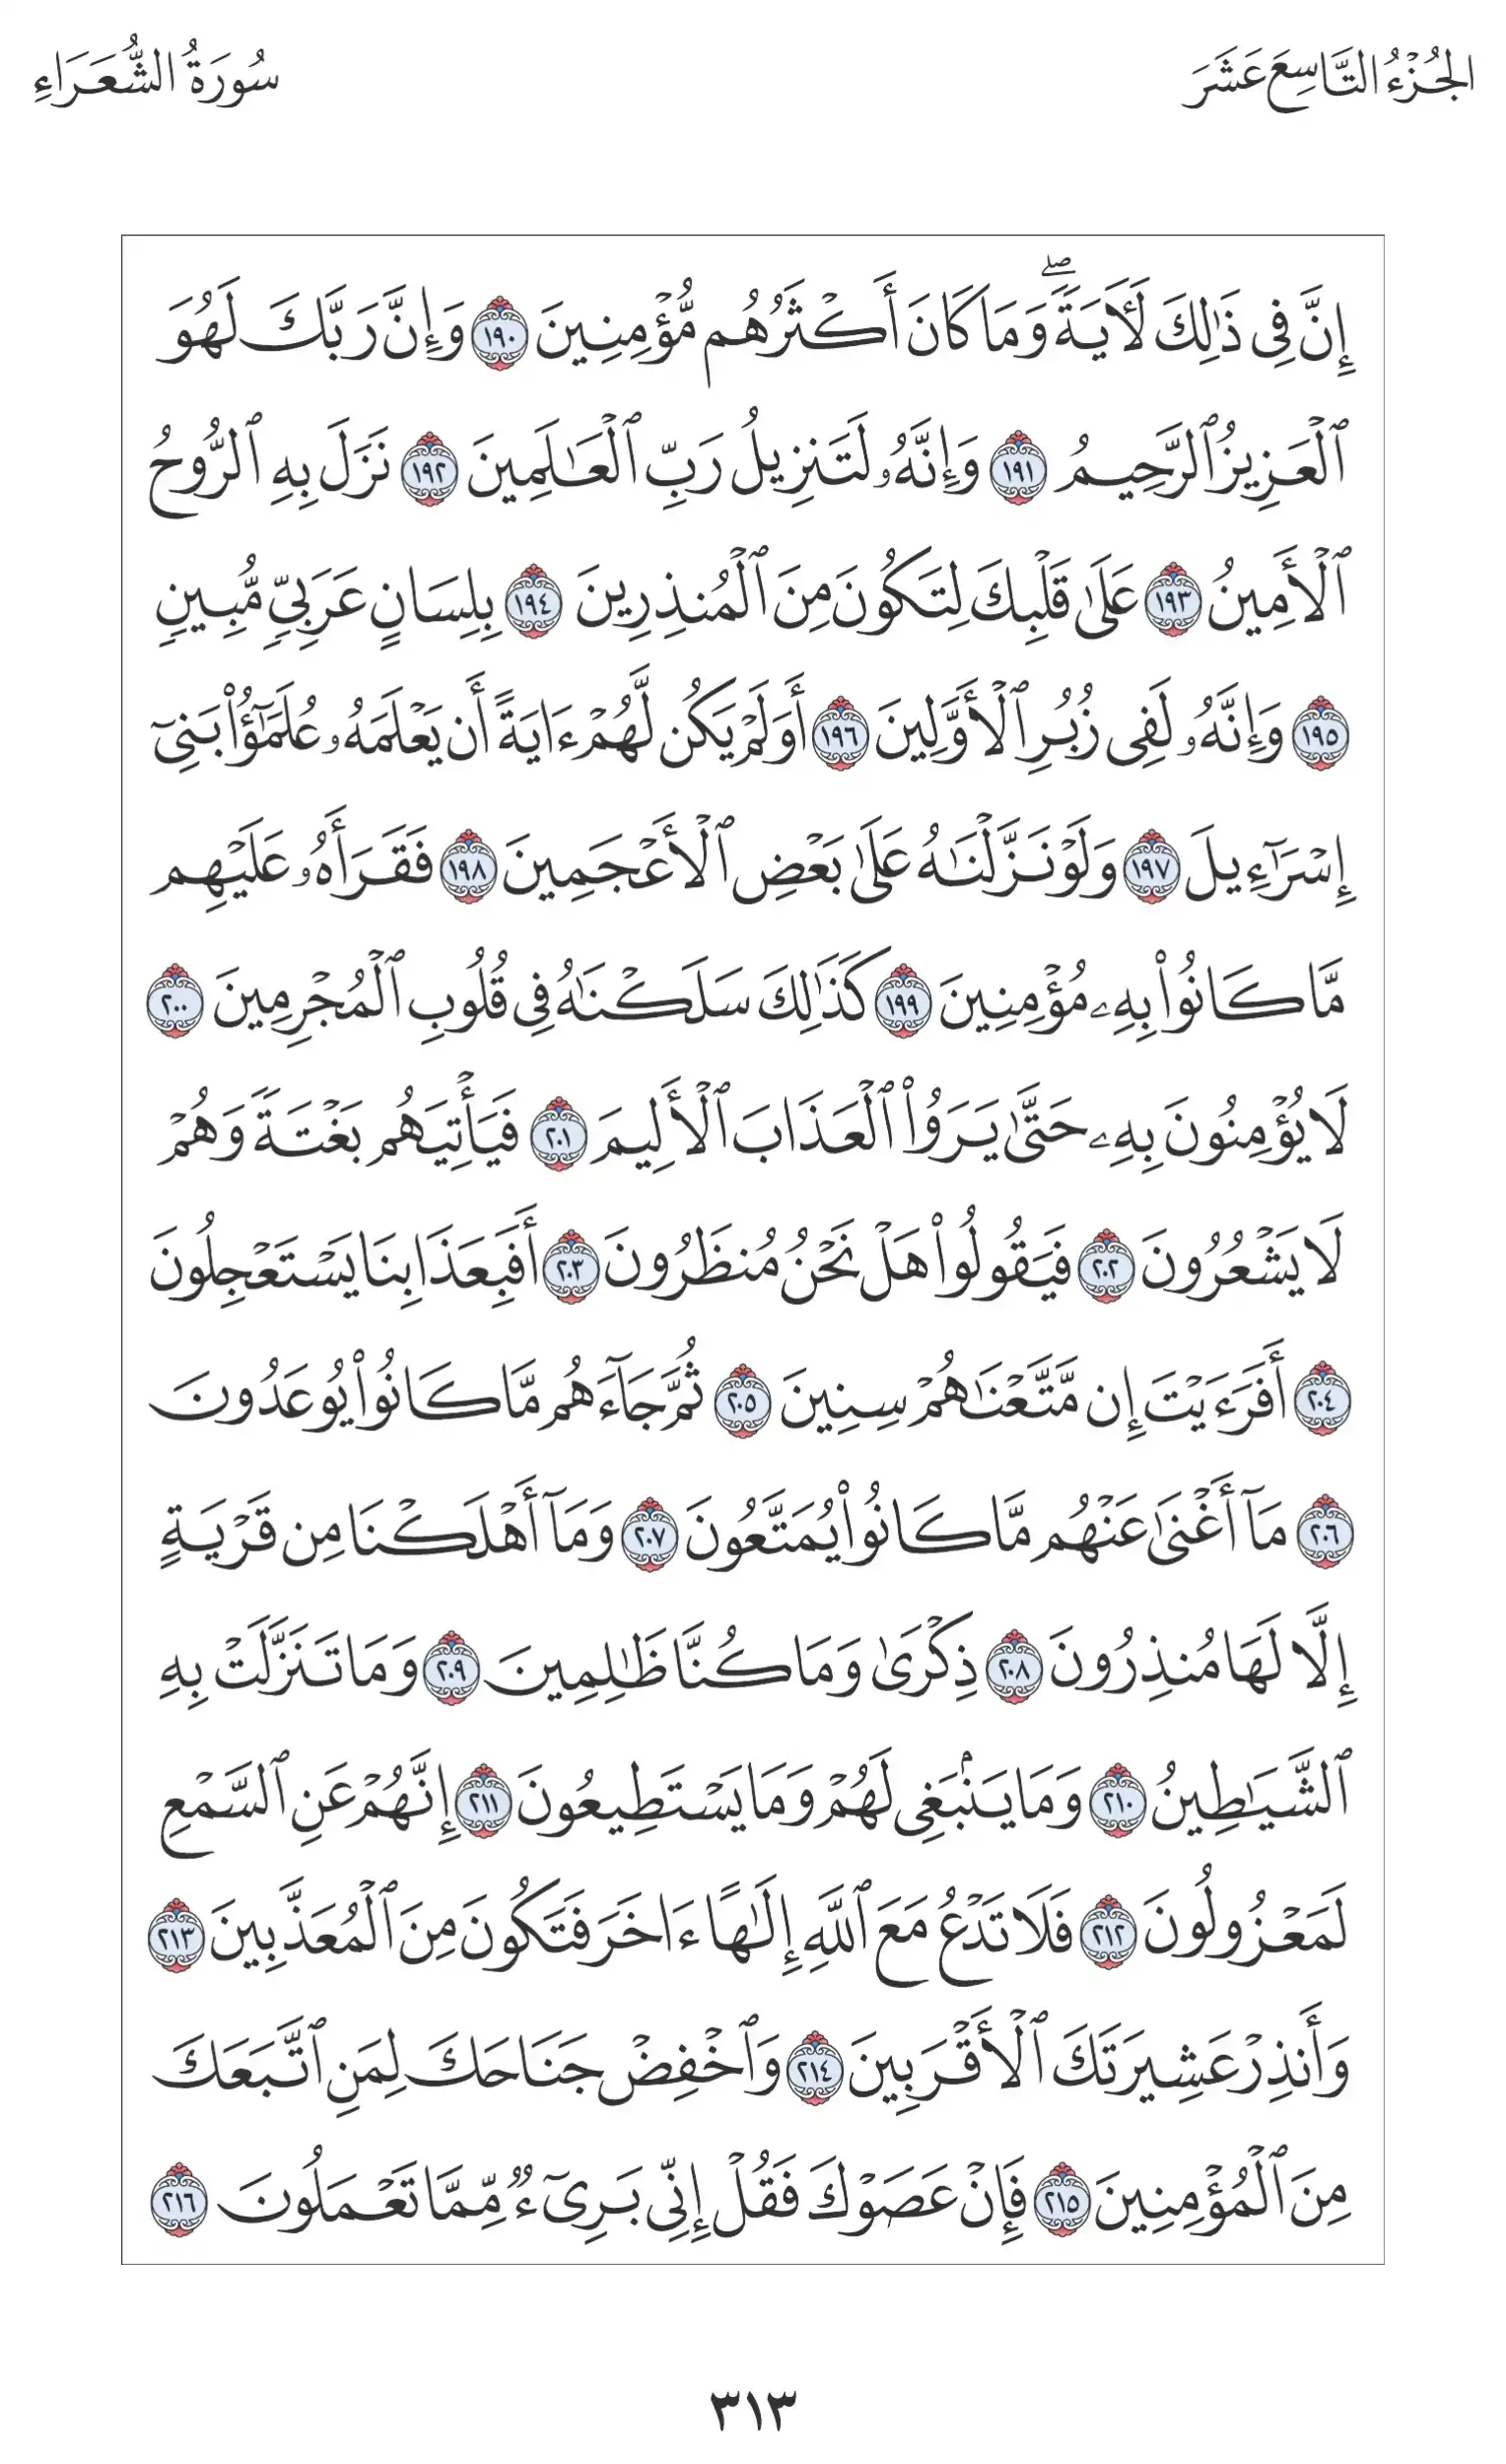 الجُزْءُ التَّاسِعَ عَشَرَ
سُورَةُ الشُّعَرَاءِ
إِنَّ فِى ذَٰلِكَ لَءَايَةًۖ وَمَا كَانَ أَكْثَرُهُم مُّؤْمِنِينَ ١٩٠ وَإِنَّ رَبَّكَ لَهُوَ
ٱلْعَزِيزُ ٱلرَّحِيمُ ١٩١ وَإِنَّهُۥ لَتَنزِيلُ رَبِّ ٱلْعَٰلَمِينَ ١٩٢ نَزَلَ بِهِ ٱلرُّوحُ
ٱلْأَمِينُ ١٩٣ عَلَىٰ قَلْبِكَ لِتَكُونَ مِنَ ٱلْمُنذِرِينَ ١٩٤ بِلِسَانٍ عَرَبِىٍّ مُّبِينٍ
١٩٥ وَإِنَّهُۥ لَفِى زُبُرِ ٱلْأَوَّلِينَ ١٩٦ أَوَلَمْ يَكُن لَّهُمْ ءَايَةً أَن يَعْلَمَهُۥ عُلَمَٰٓؤُا۟ بَنِىٓ
إِسْرَٰٓءِيلَ ١٩٧ وَلَوْ نَزَّلْنَٰهُ عَلَىٰ بَعْضِ ٱلْأَعْجَمِينَ ١٩٨ فَقَرَأَهُۥ عَلَيْهِم
مَّا كَانُوا۟ بِهِۦ مُؤْمِنِينَ ١٩٩ كَذَٰلِكَ سَلَكْنَٰهُ فِى قُلُوبِ ٱلْمُجْرِمِينَ ٢٠٠
لَا يُؤْمِنُونَ بِهِۦ حَتَّىٰ يَرَوُا۟ ٱلْعَذَابَ ٱلْأَلِيمَ ٢٠١ فَيَأْتِيَهُم بَغْتَةً وَهُمْ
لَا يَشْعُرُونَ ٢٠٢ فَيَقُولُوا۟ هَلْ نَحْنُ مُنظَرُونَ ٢٠٣ أَفَبِعَذَابِنَا يَسْتَعْجِلُونَ
٢٠٤ أَفَرَءَيْتَ إِن مَّتَّعْنَٰهُمْ سِنِينَ ٢٠٥ ثُمَّ جَآءَهُم مَّا كَانُوا۟ يُوعَدُونَ
٢٠٦ مَآ أَغْنَىٰ عَنْهُم مَّا كَانُوا۟ يُمَتَّعُونَ ٢٠٧ وَمَآ أَهْلَكْنَا مِن قَرْيَةٍ
إِلَّا لَهَا مُنذِرُونَ ٢٠٨ ذِكْرَىٰ وَمَا كُنَّا ظَٰلِمِينَ ٢٠٩ وَمَا تَنَزَّلَتْ بِهِ
ٱلشَّيَٰطِينُ ٢١٠ وَمَا يَنۢبَغِى لَهُمْ وَمَا يَسْتَطِيعُونَ ٢١١ إِنَّهُمْ عَنِ ٱلسَّمْعِ
لَمَعْزُولُونَ ٢١٢ فَلَا تَدْعُ مَعَ ٱللَّهِ إِلَٰهًا ءَاخَرَ فَتَكُونَ مِنَ ٱلْمُعَذَّبِينَ ٢١٣
وَأَنذِرْ عَشِيرَتَكَ ٱلْأَقْرَبِينَ ٢١٤ وَٱخْفِضْ جَنَاحَكَ لِمَنِ ٱتَّبَعَكَ
مِنَ ٱلْمُؤْمِنِينَ ٢١٥ فَإِنْ عَصَوْكَ فَقُلْ إِنِّى بَرِىٓءٌ مِّمَّا تَعْمَلُونَ ٢١٦
٣١٣